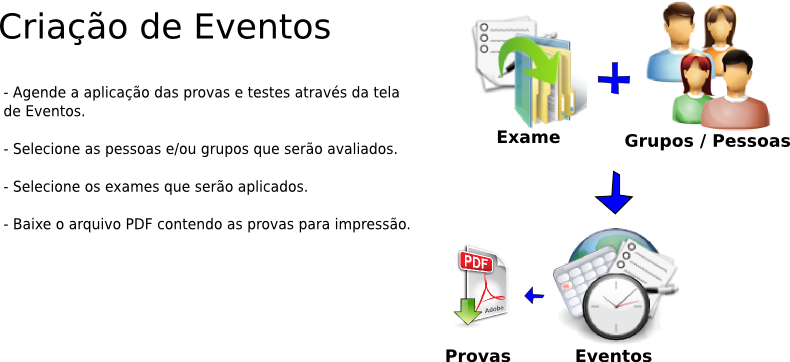 Criação de Eventos
- Agende a aplicação das provas e testes através da tela
de Eventos.
- Selecione as pessoas e/ou grupos que serão avaliados.
- Selecione os exames que serão aplicados.
- Baixe o arquivo PDF contendo as provas para impressão.
Exame
Grupos / Pessoas
PDF
Adobe
Provas
Eventos